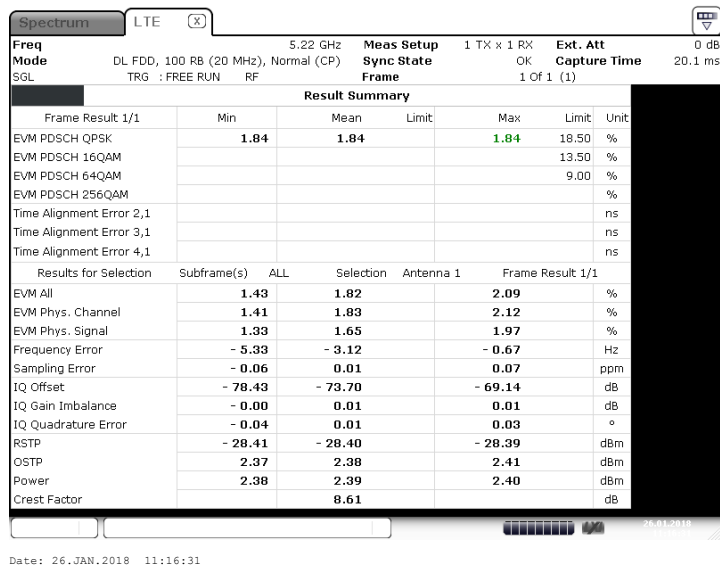 Spectrum LTE X
Freq 5.22 GHz Meas Setup 1 TX x 1 RX Ext. Att 0 dB
Mode DL FDD, 100 RB (20 MHz), Normal (CP) Sync State OK Capture Time 20.1 ms
SGL TRG : FREE RUN RF Frame 1 Of 1 (1)
Result Summary
Frame Result 1/1 Min Mean Limit Max Limit Unit
EVM PDSCH QPSK 1.84 1.84 1.84 18.50 %
EVM PDSCH 16QAM 13.50 %
EVM PDSCH 64QAM 9.00 %
EVM PDSCH 256QAM %
Time Alignment Error 2,1 ns
Time Alignment Error 3,1 ns
Time Alignment Error 4,1 ns
Results for Selection Subframe(s) ALL Selection Antenna 1 Frame Result 1/1
EVM All 1.43 1.82 2.09 %
EVM Phys. Channel 1.41 1.83 2.12 %
EVM Phys. Signal 1.33 1.65 1.97 %
Frequency Error - 5.33 - 3.12 - 0.67 Hz
Sampling Error - 0.06 0.01 0.07 ppm
IQ Offset - 78.43 - 73.70 - 69.14 dB
IQ Gain Imbalance - 0.00 0.01 0.01 dB
IQ Quadrature Error - 0.04 0.01 0.03 °
RSTP - 28.41 - 28.40 - 28.39 dBm
OSTP 2.37 2.38 2.41 dBm
Power 2.38 2.39 2.40 dBm
Crest Factor 8.61 dB
26.01.2018
Date: 26.JAN.2018 11:16:31